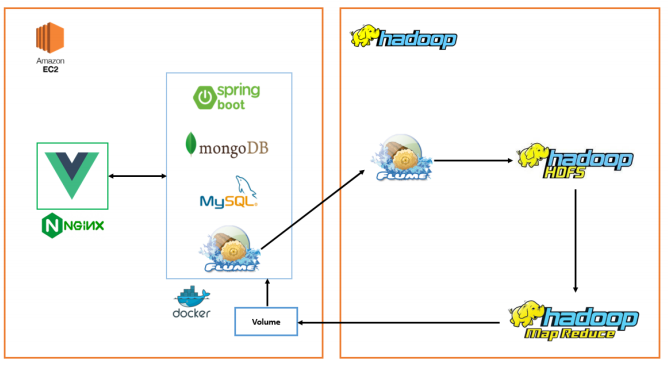 Amazon
EC2
spring
boot
mongoDB
MySQL
FLUME
NGINX
docker
Volume
hadoop
FLUME
hadoop
HDFS
hadoop
Map Reduce